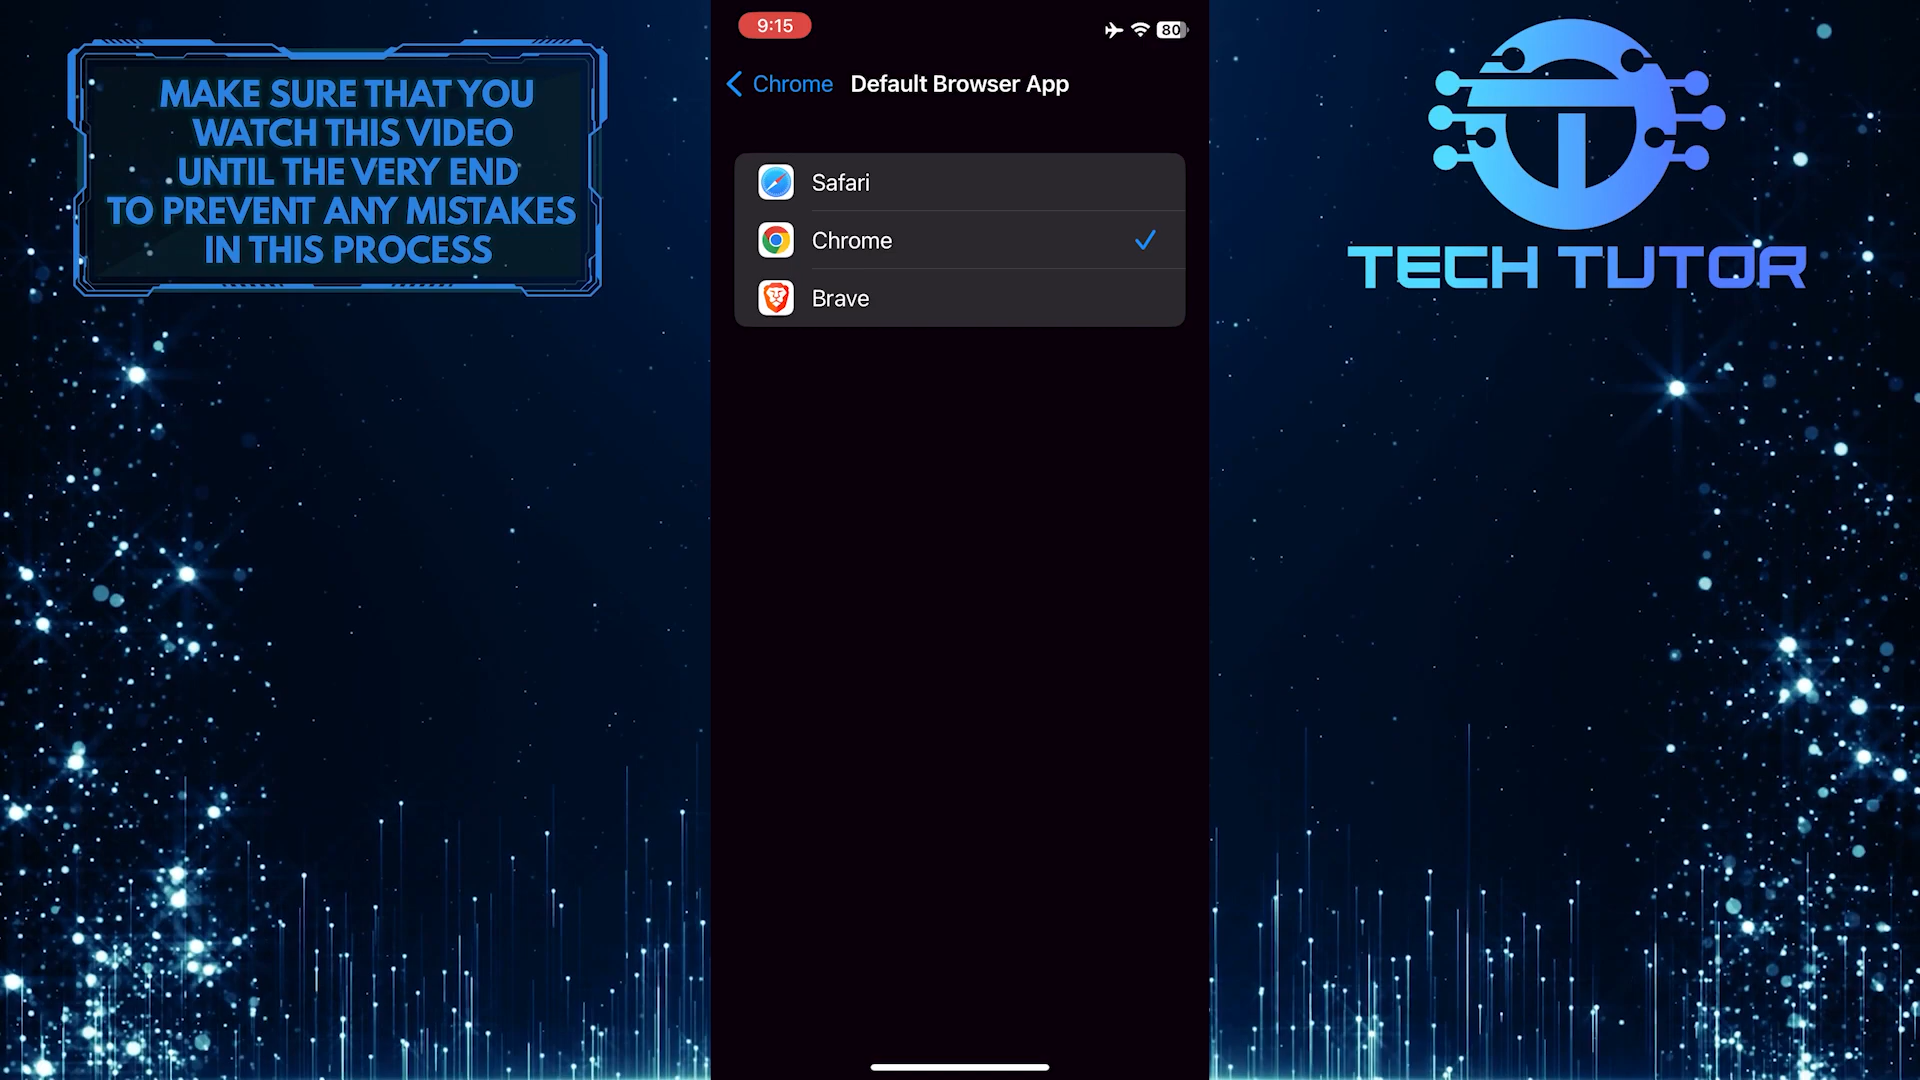 MAKE SURE THAT YOU
WATCH THIS VIDEO
UNTIL THE VERY END
TO PREVENT ANY MISTAKES
IN THIS PROCESS
9:15
80
Chrome
Default Browser App
Safari
Chrome
Brave
TECH TUTOR